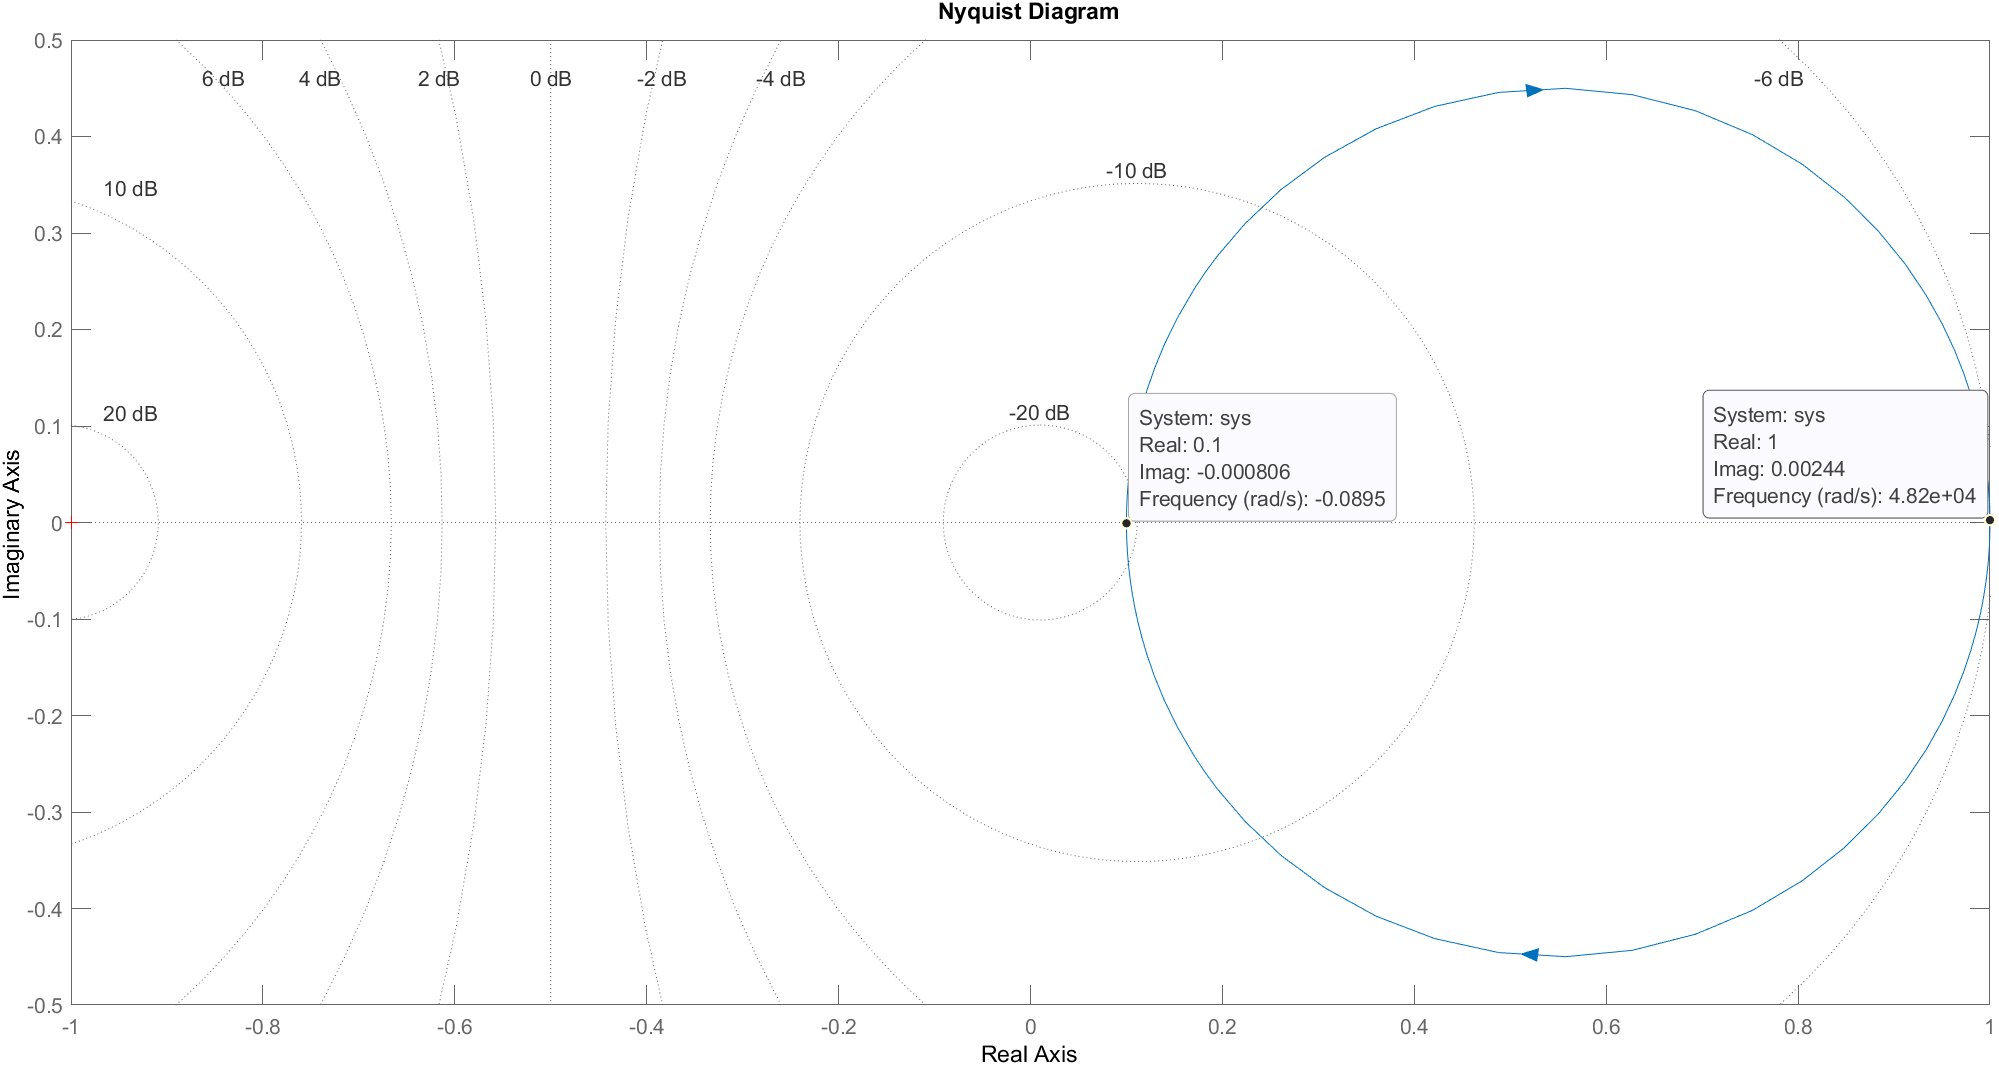 Nyquist Diagram
0.5
6 dB 4 dB 2 dB 0 dB -2 dB -4 dB -6 dB
0.4
10 dB -10 dB
0.3
0.2
20 dB -20 dB
0.1
System: sys
Real: 0.1
Imag: -0.000806
Frequency (rad/s): -0.0895
System: sys
Real: 1
Imag: 0.00244
Frequency (rad/s): 4.82e+04
Imaginary Axis
0
-0.1
-0.2
-0.3
-0.4
-0.5
-1 -0.8 -0.6 -0.4 -0.2 0 0.2 0.4 0.6 0.8 1
Real Axis